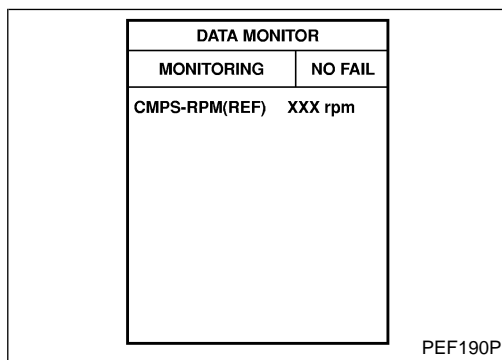 DATA MONITOR
MONITORING NO FAIL
CMPS-RPM(REF) XXX rpm
PEF190P